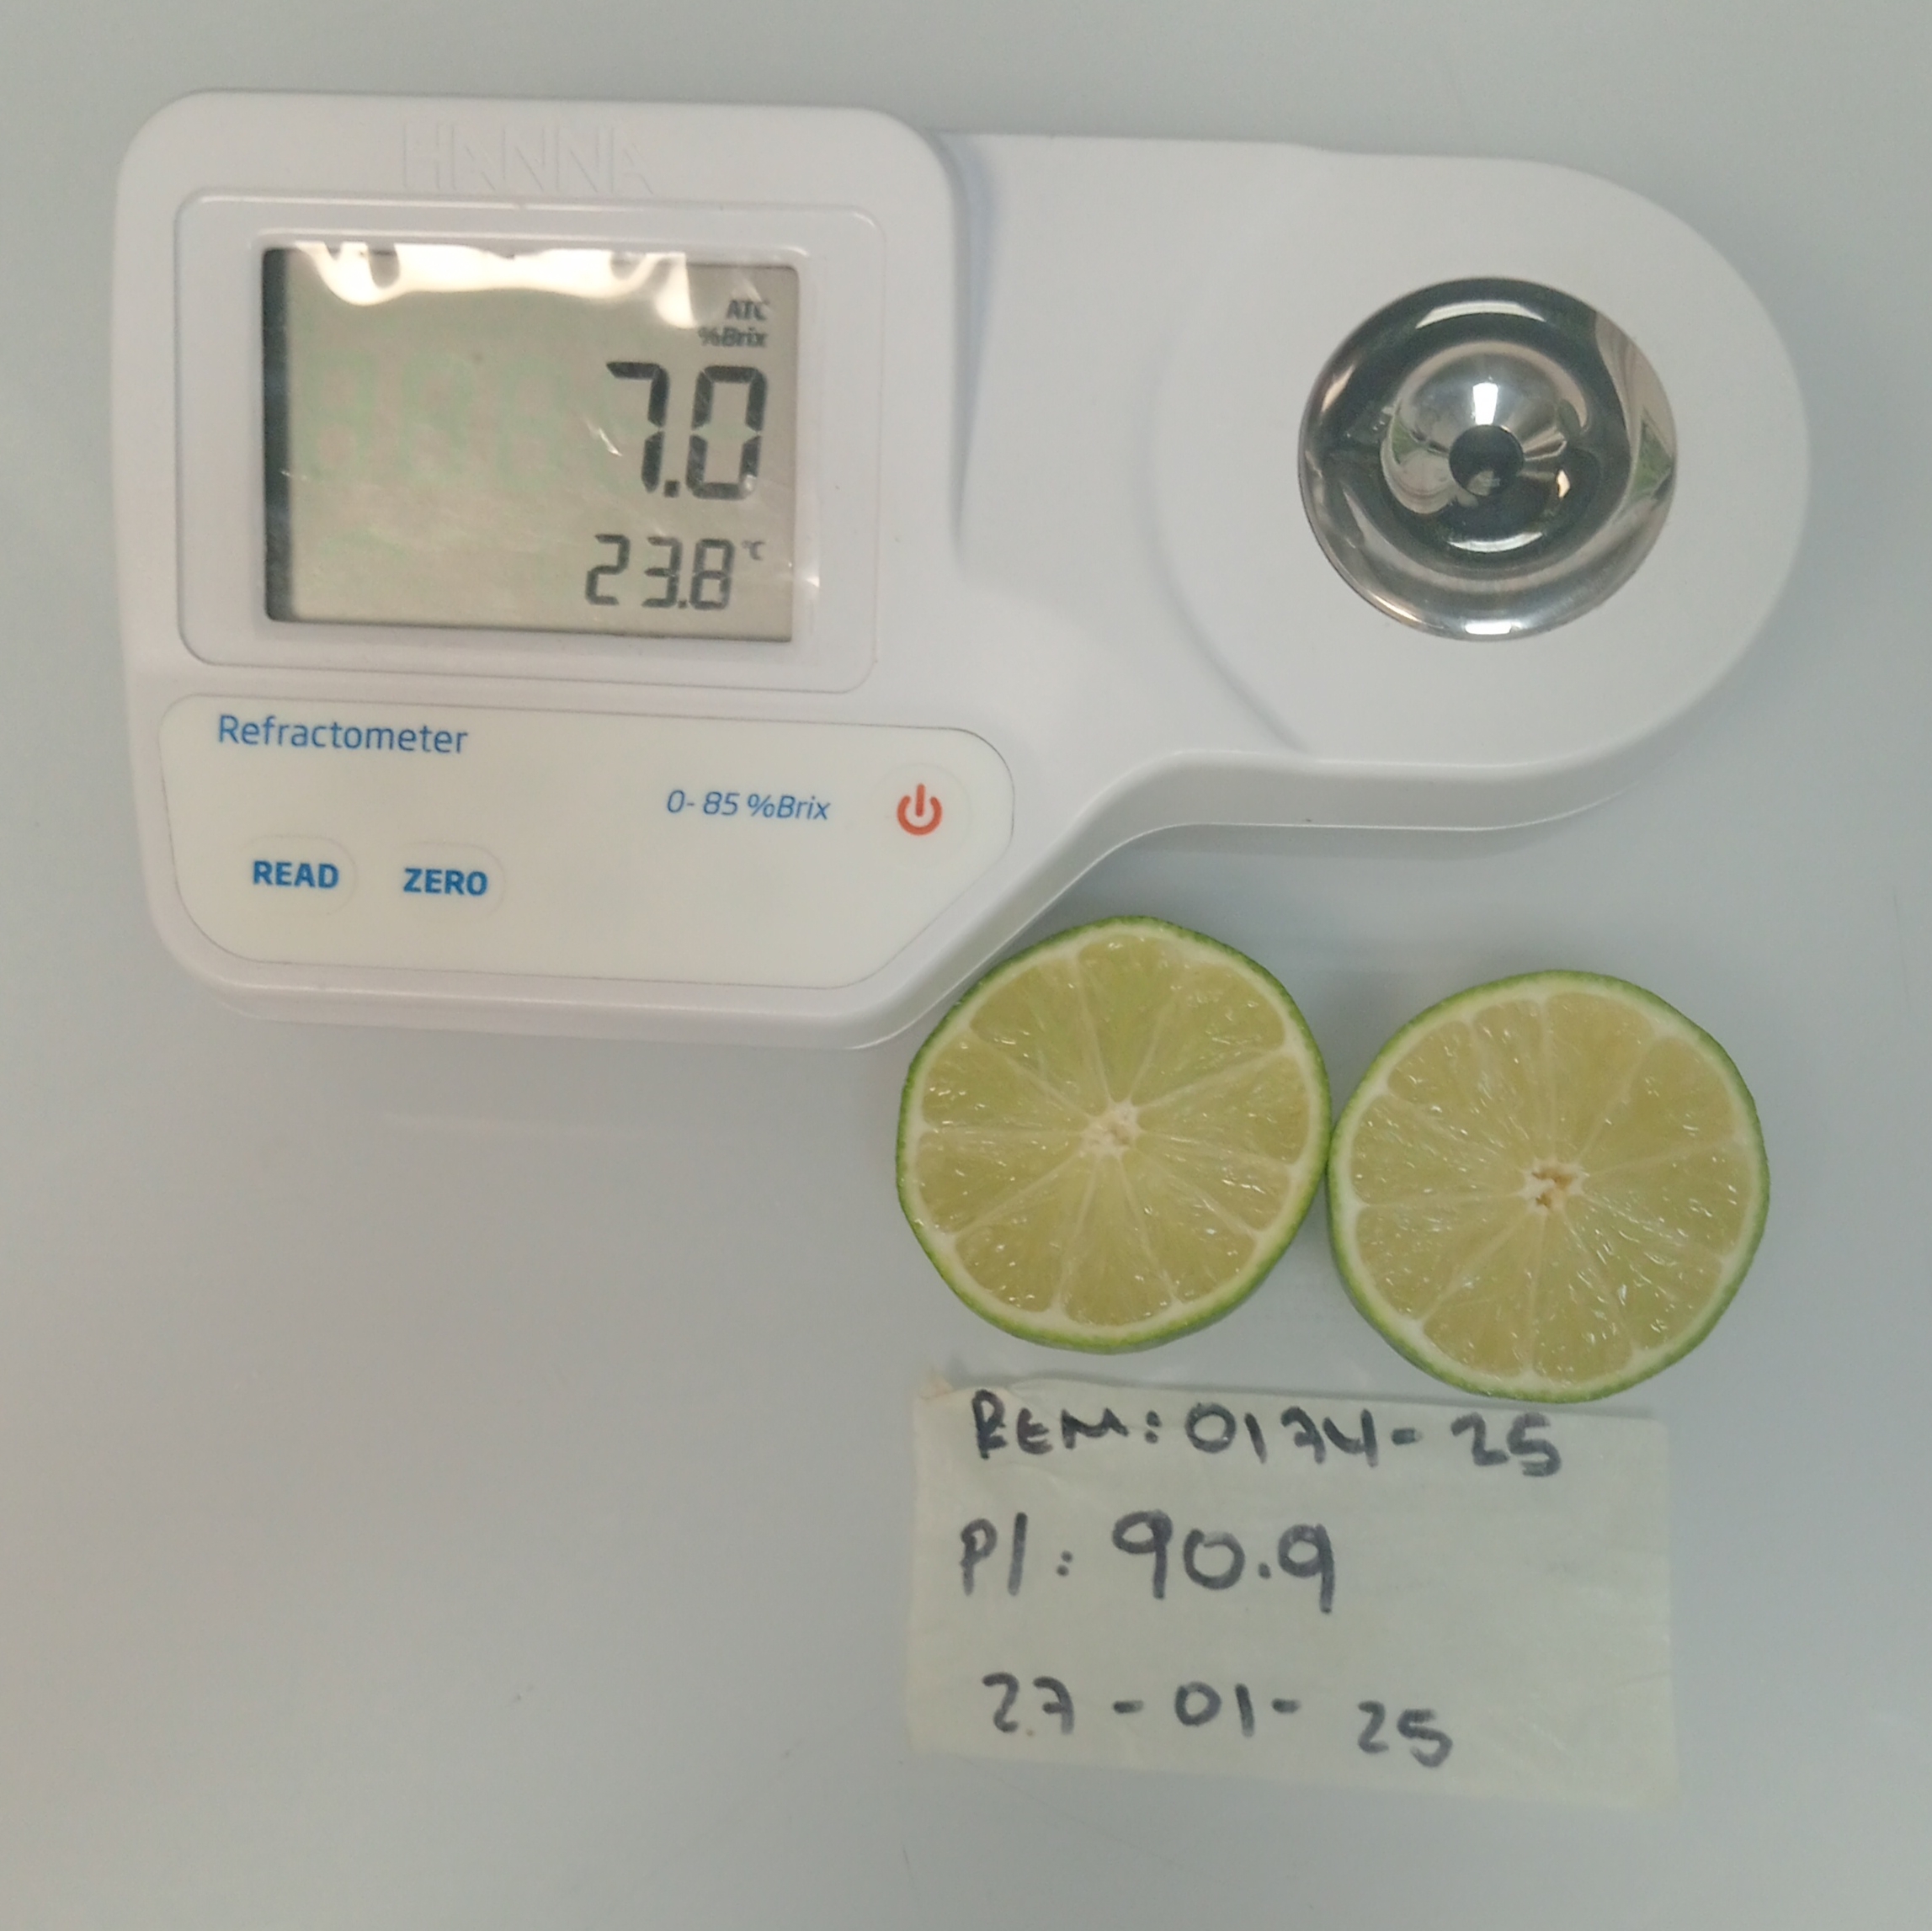 HANNA
ATC
%Brix
7.0
23.8 °C
Refractometer
0-85 %Brix
READ ZERO
REM: 0174-25
P/: 90.9
27-01-25